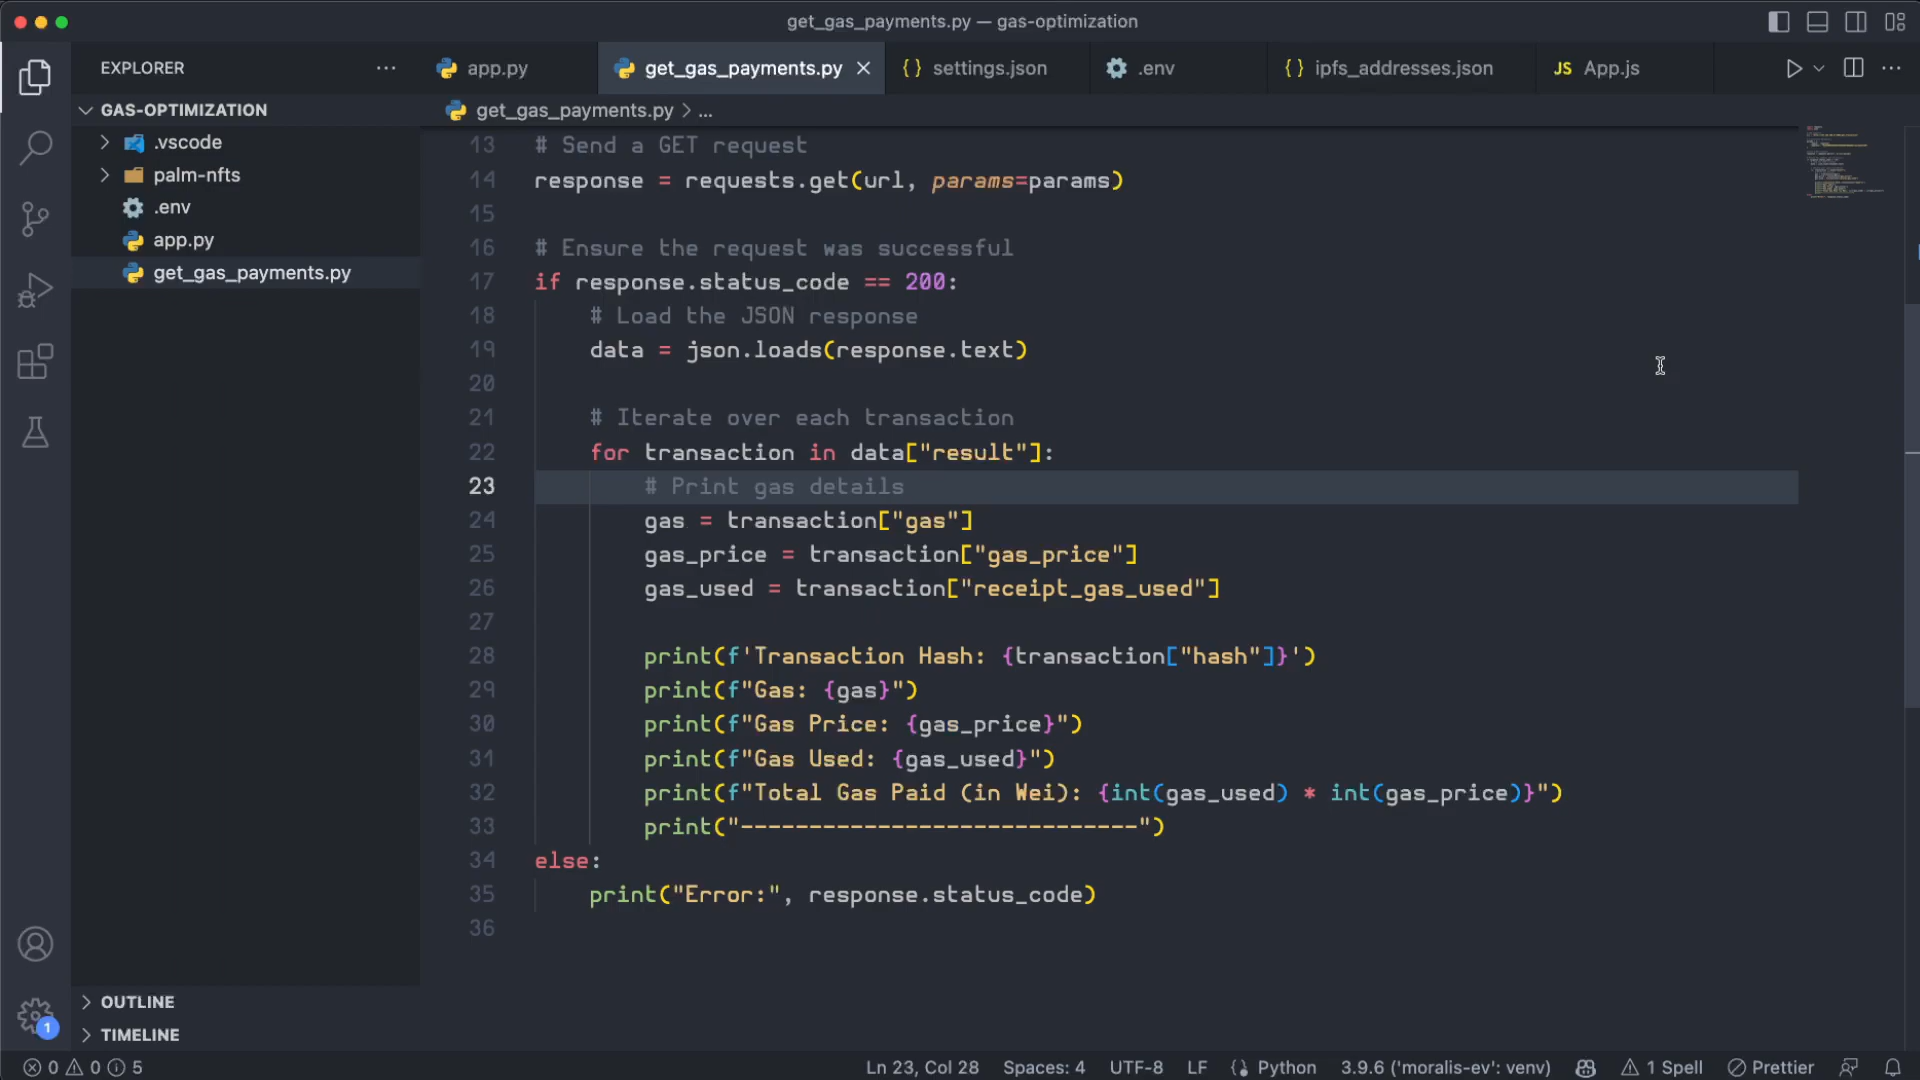 get_gas_payments.py — gas-optimization
EXPLORER
app.py
get_gas_payments.py
{ } settings.json
.env
{ } ipfs_addresses.json
JS App.js
GAS-OPTIMIZATION
get_gas_payments.py > ...
.vscode
palm-nfts
.env
app.py
get_gas_payments.py
13 # Send a GET request
14 response = requests.get(url, params=params)
15
16 # Ensure the request was successful
17 if response.status_code == 200:
18 # Load the JSON response
19 data = json.loads(response.text)
20
21 # Iterate over each transaction
22 for transaction in data["result"]:
23 # Print gas details
24 gas = transaction["gas"]
25 gas_price = transaction["gas_price"]
26 gas_used = transaction["receipt_gas_used"]
27
28 print(f'Transaction Hash: {transaction["hash"]}')
29 print(f"Gas: {gas}")
30 print(f"Gas Price: {gas_price}")
31 print(f"Gas Used: {gas_used}")
32 print(f"Total Gas Paid (in Wei): {int(gas_used) * int(gas_price)}")
33 print("-----------------------------")
34 else:
35 print("Error:", response.status_code)
36
OUTLINE
1
TIMELINE
0 0 5
Ln 23, Col 28
Spaces: 4
UTF-8
LF
Python
3.9.6 ('moralis-ev': venv)
1 Spell
Prettier